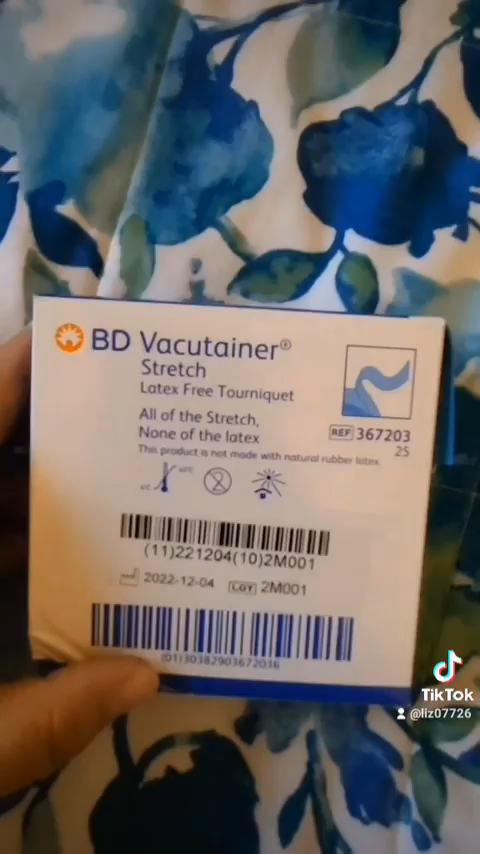 BD Vacutainer®
Stretch
Latex Free Tourniquet
All of the Stretch,
None of the latex
This product is not made with natural rubber latex.
REF 367203
25
(11)221204(10)2M001
2022-12-04 LOT 2M001
(01)30382903672036
TikTok
@liz07726